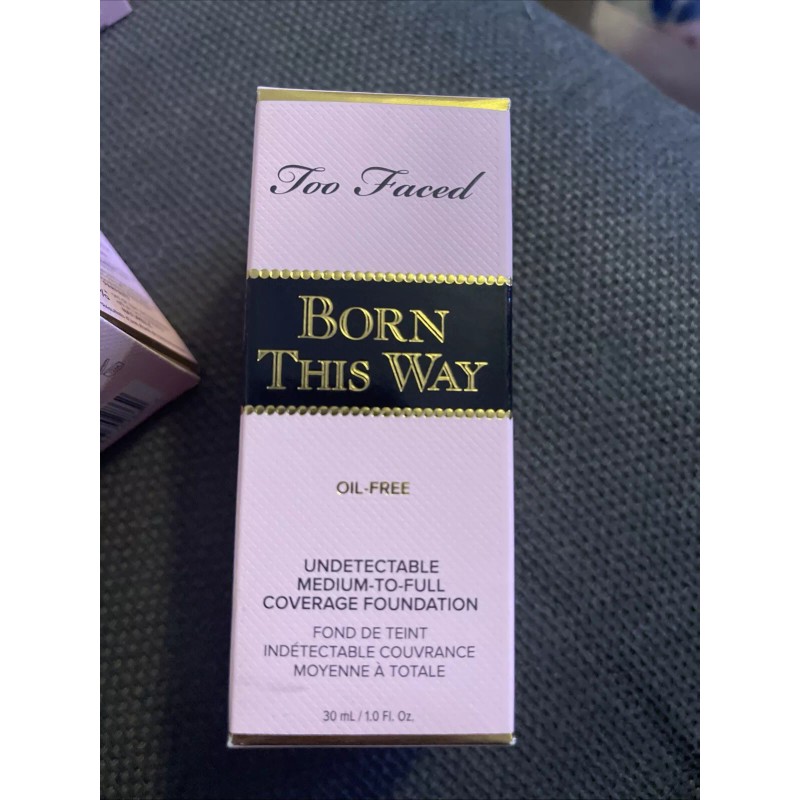 Too Faced
BORN
THIS WAY
OIL-FREE
UNDETECTABLE
MEDIUM-TO-FULL
COVERAGE FOUNDATION
FOND DE TEINT
INDÉTECTABLE COUVRANCE
MOYENNE À TOTALE
30 mL / 1.0 Fl. Oz.